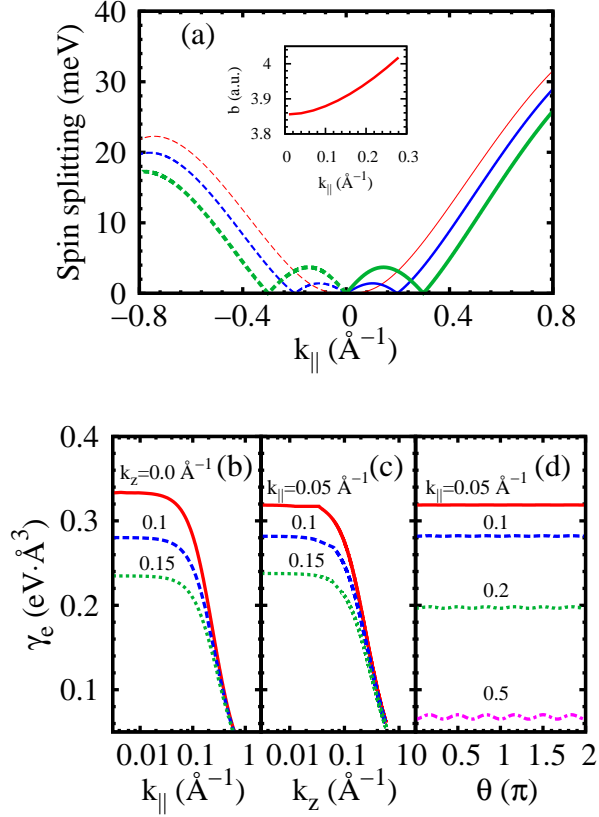 (a)
Spin splitting (meV)
40
30
20
10
0
−0.8
−0.4
0
0.4
0.8
k|| (Å−1)
b (a.u.)
4
3.9
3.8
0
0.1
0.2
0.3
k|| (Å−1)
γe (eV·Å3)
0.4
0.3
0.2
0.1
(b)
kz=0.0 Å−1
0.1
0.15
0.01
0.1
1
k|| (Å−1)
(c)
k||=0.05 Å−1
0.1
0.15
0.01
0.1
1
kz (Å−1)
(d)
k||=0.05 Å−1
0.1
0.2
0.5
0
0.5
1
1.5
2
θ (π)